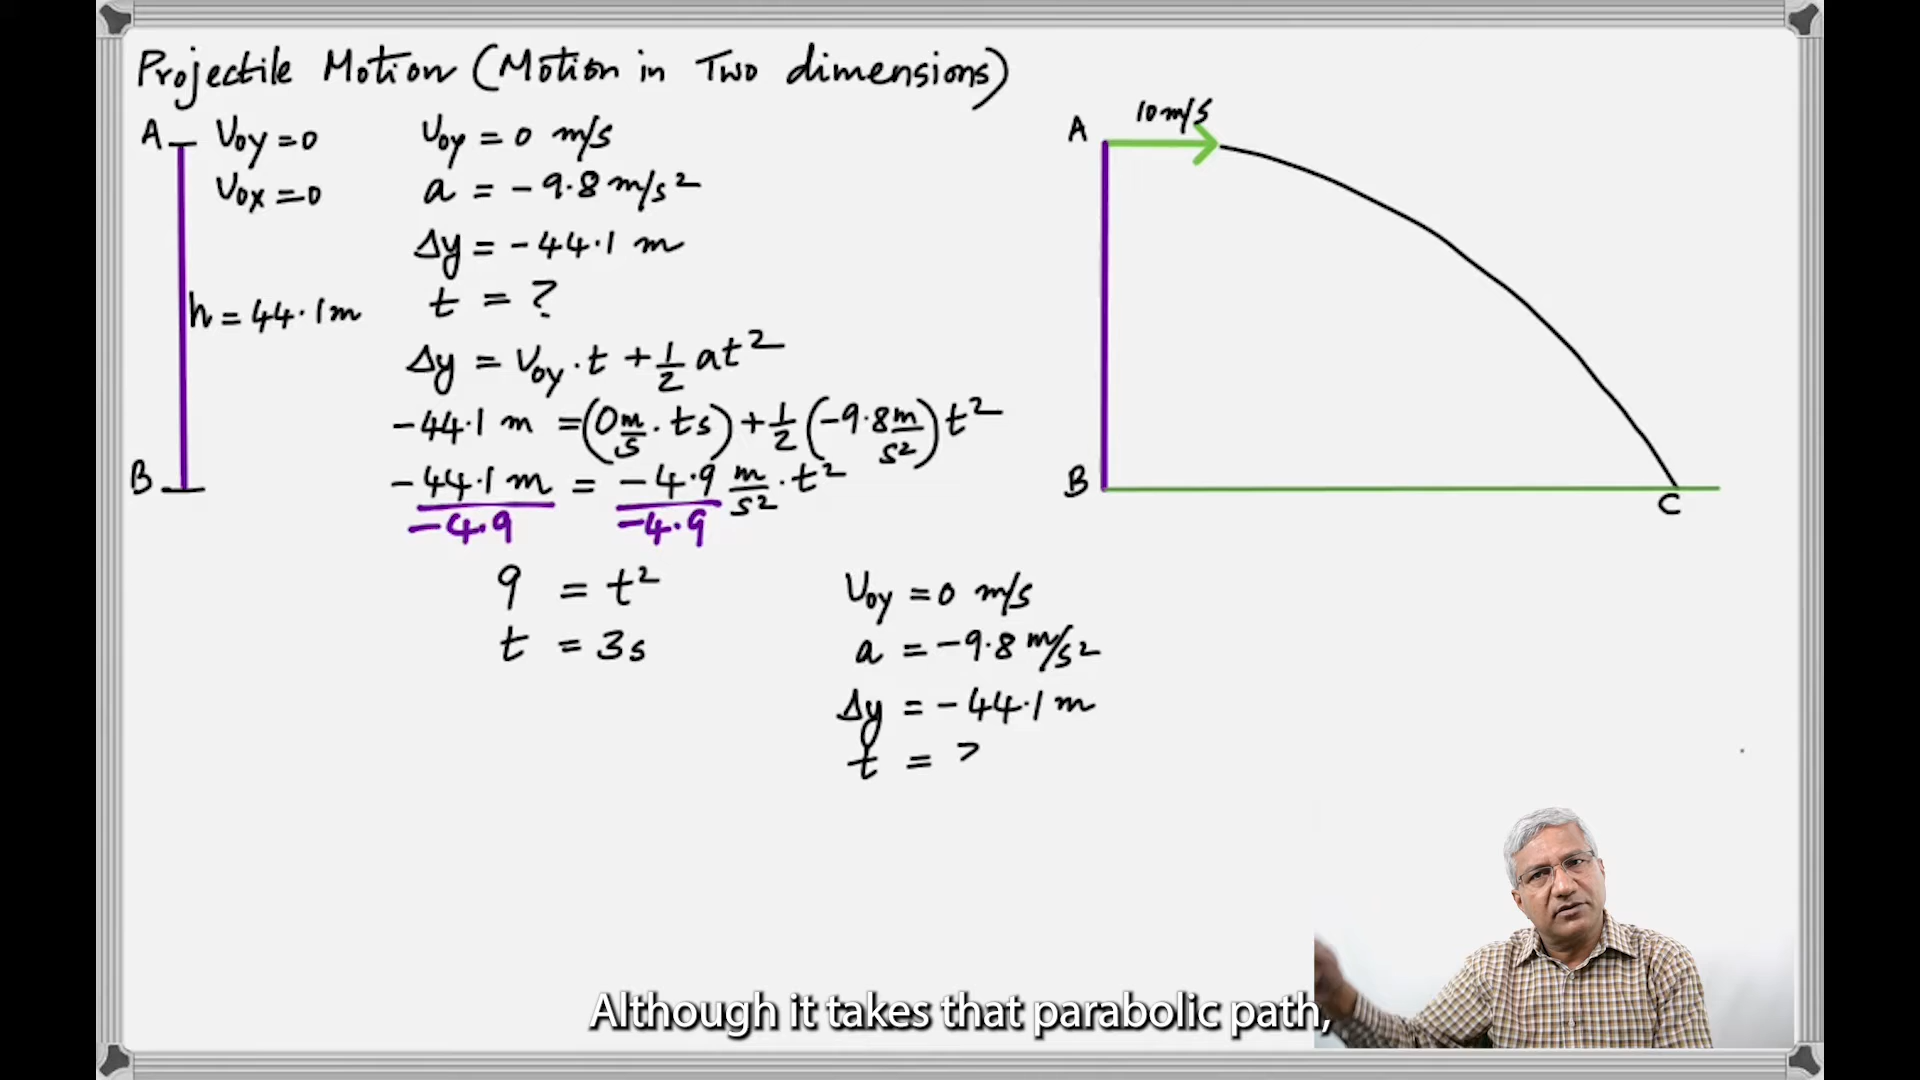 Projectile Motion (Motion in Two dimensions)
A
Voy = 0
Vox = 0
h = 44.1m
B
Voy = 0 m/s
a = -9.8 m/s²
Δy = -44.1 m
t = ?
Δy = Voy · t + 1/2 at²
-44.1 m = (0 m/s · ts) + 1/2 (-9.8 m/s²) t²
-44.1 m / -4.9 = -4.9 / -4.9 m/s² · t²
9 = t²
t = 3s
Voy = 0 m/s
a = -9.8 m/s²
Δy = -44.1 m
t = ?
A
10 m/s
B
C
Although it takes that parabolic path,